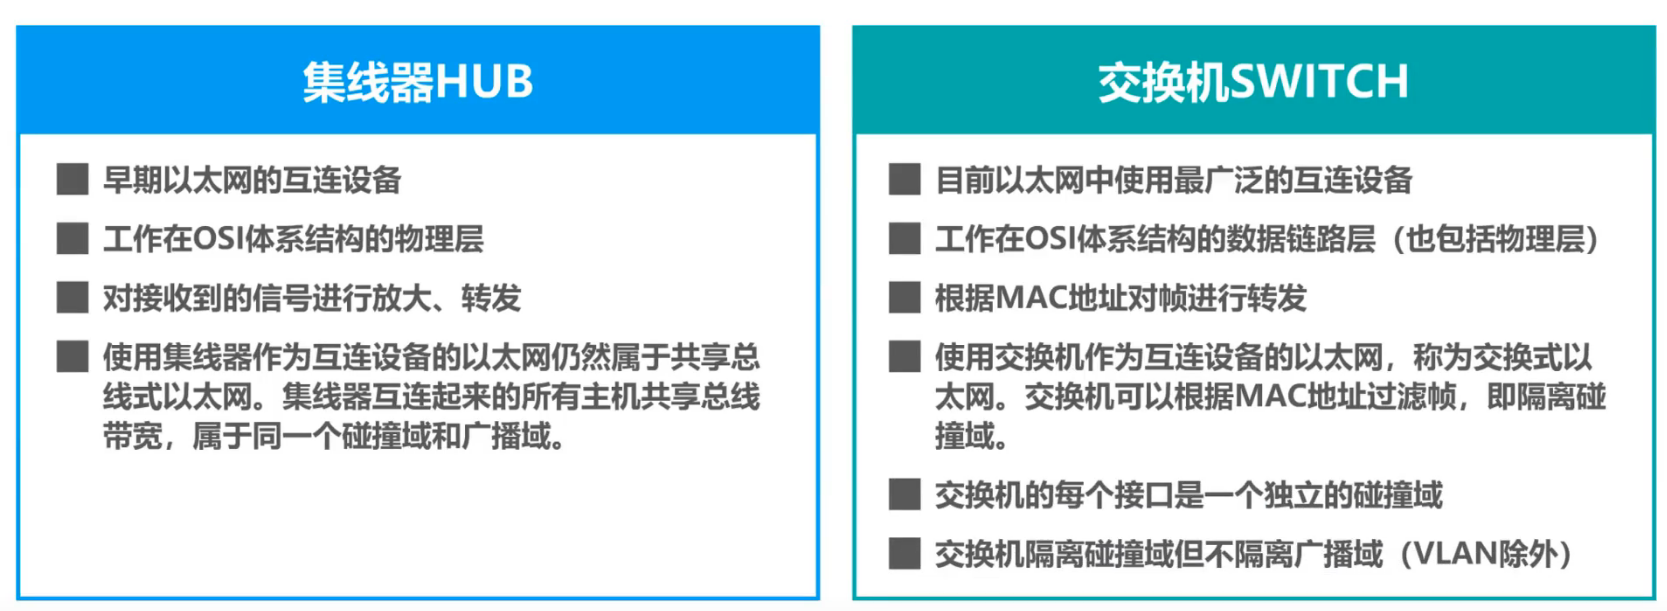 集线器HUB
早期以太网的互连设备
工作在OSI体系结构的物理层
对接收到的信号进行放大、转发
使用集线器作为互连设备的以太网仍然属于共享总
线式以太网。集线器互连起来的所有主机共享总线
带宽，属于同一个碰撞域和广播域。
交换机SWITCH
目前以太网中使用最广泛的互连设备
工作在OSI体系结构的数据链路层（也包括物理层）
根据MAC地址对帧进行转发
使用交换机作为互连设备的以太网，称为交换式以
太网。交换机可以根据MAC地址过滤帧，即隔离碰
撞域。
交换机的每个接口是一个独立的碰撞域
交换机隔离碰撞域但不隔离广播域（VLAN除外）